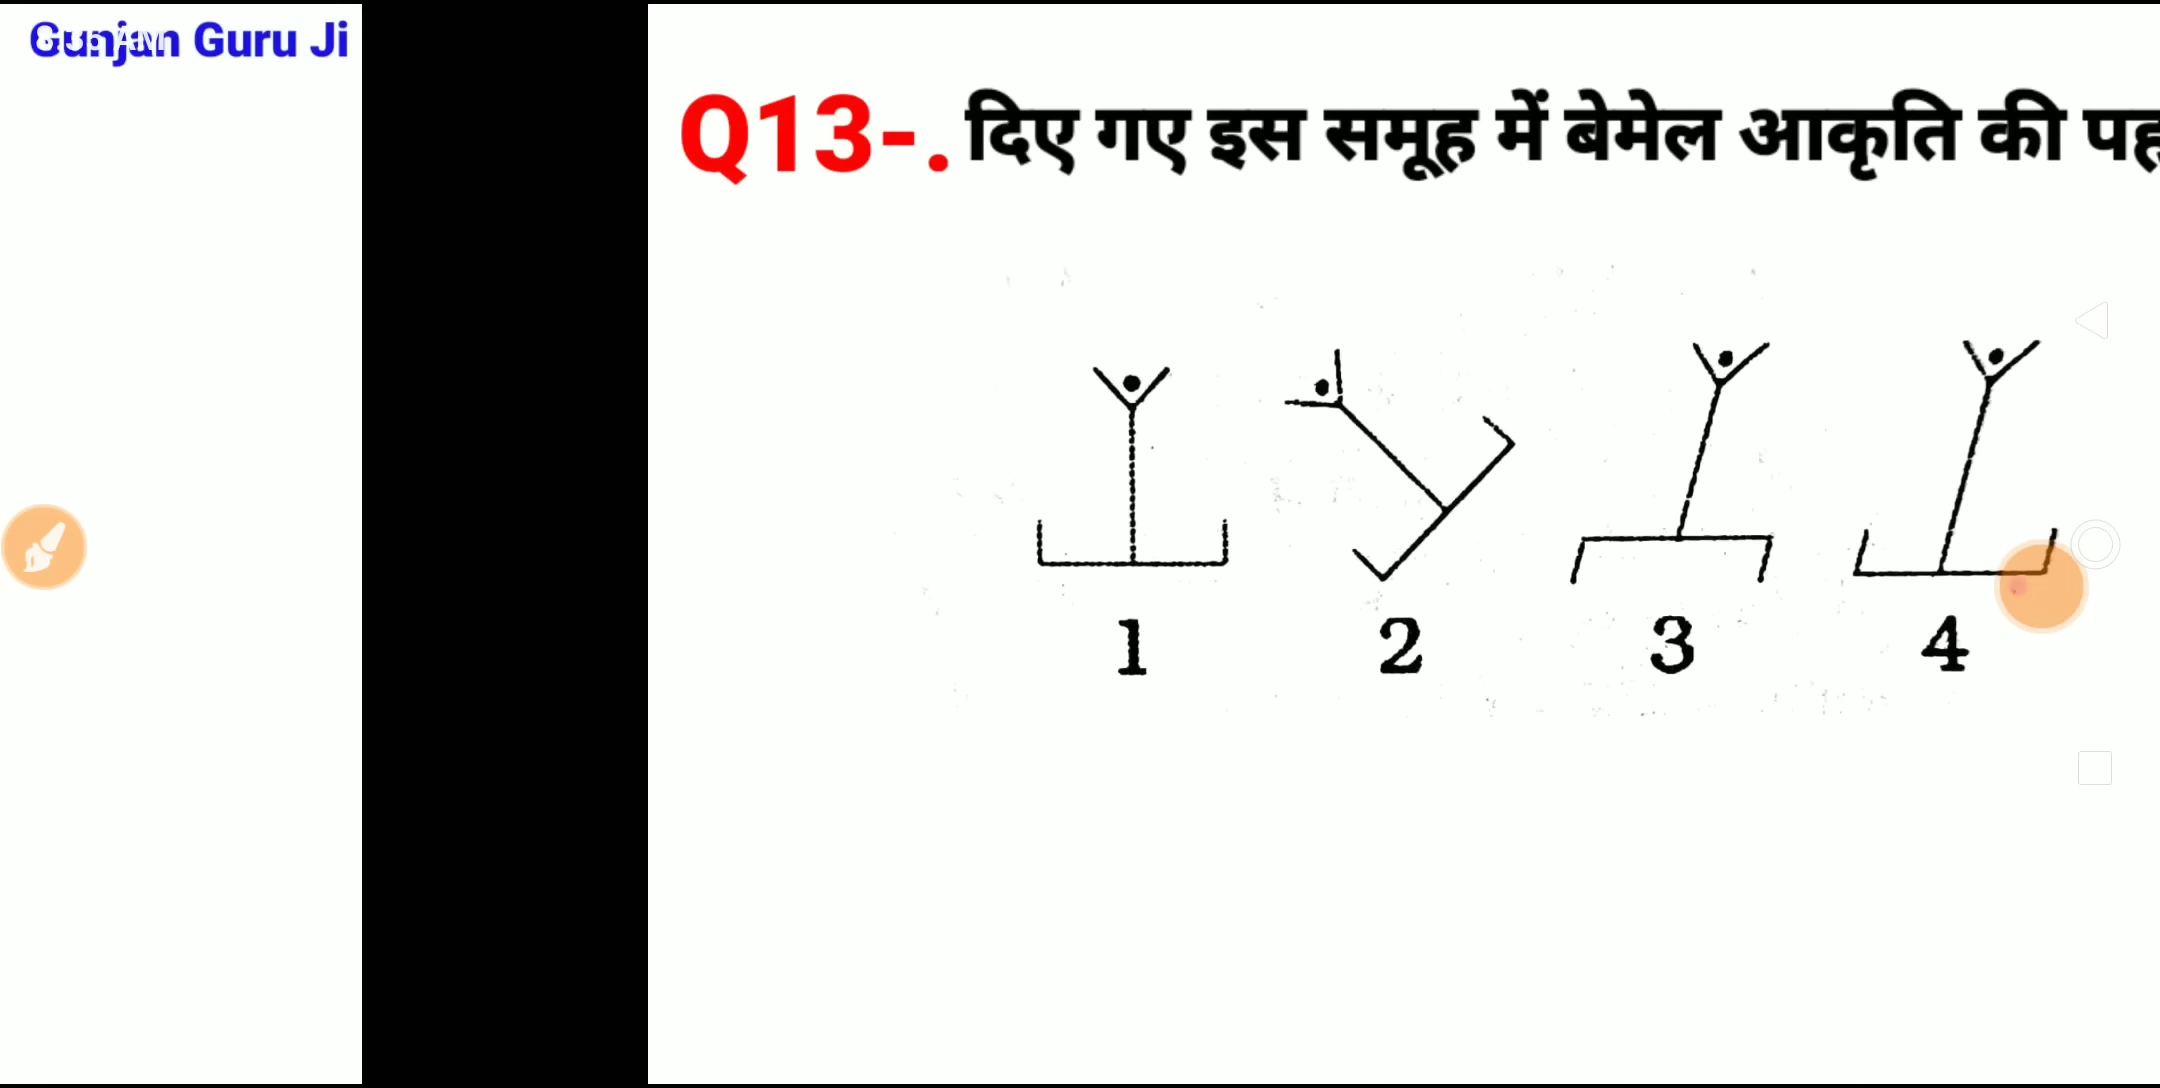 Gunjan Guru Ji
Q13-. दिए गए इस समूह में बेमेल आकृति की
1 2 3 4